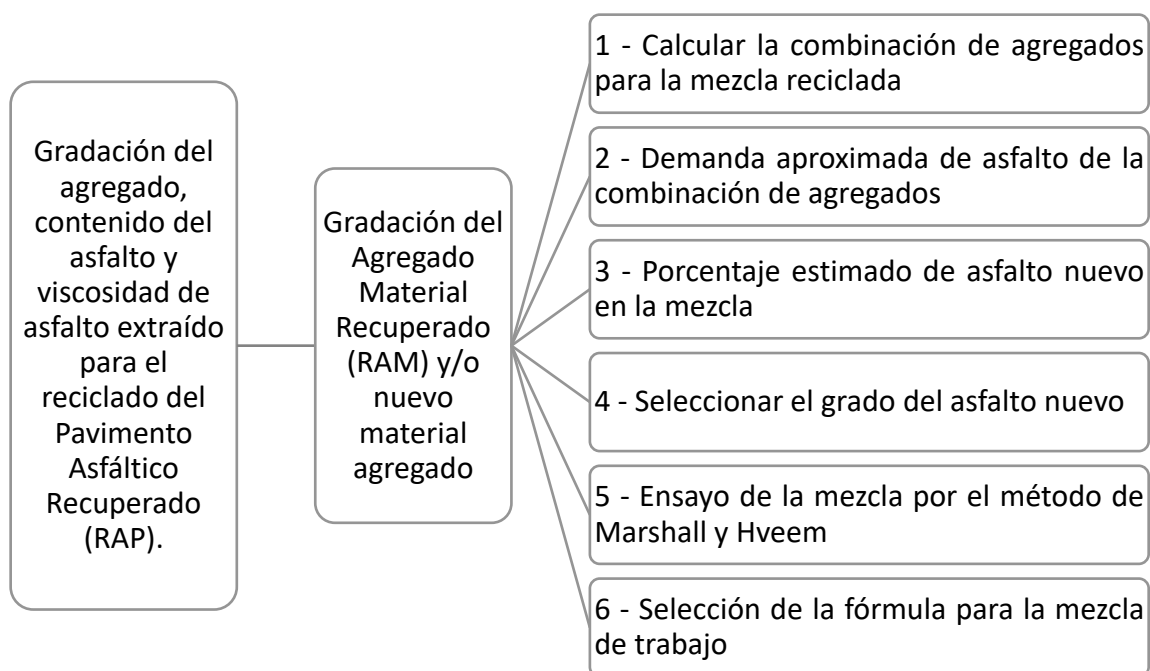 Gradación del
agregado,
contenido del
asfalto y
viscosidad de
asfalto extraído
para el
reciclado del
Pavimento
Asfáltico
Recuperado
(RAP).
Gradación del
Agregado
Material
Recuperado
(RAM) y/o
nuevo
material
agregado
1 - Calcular la combinación de agregados
para la mezcla reciclada
2 - Demanda aproximada de asfalto de la
combinación de agregados
3 - Porcentaje estimado de asfalto nuevo
en la mezcla
4 - Seleccionar el grado del asfalto nuevo
5 - Ensayo de la mezcla por el método de
Marshall y Hveem
6 - Selección de la fórmula para la mezcla
de trabajo